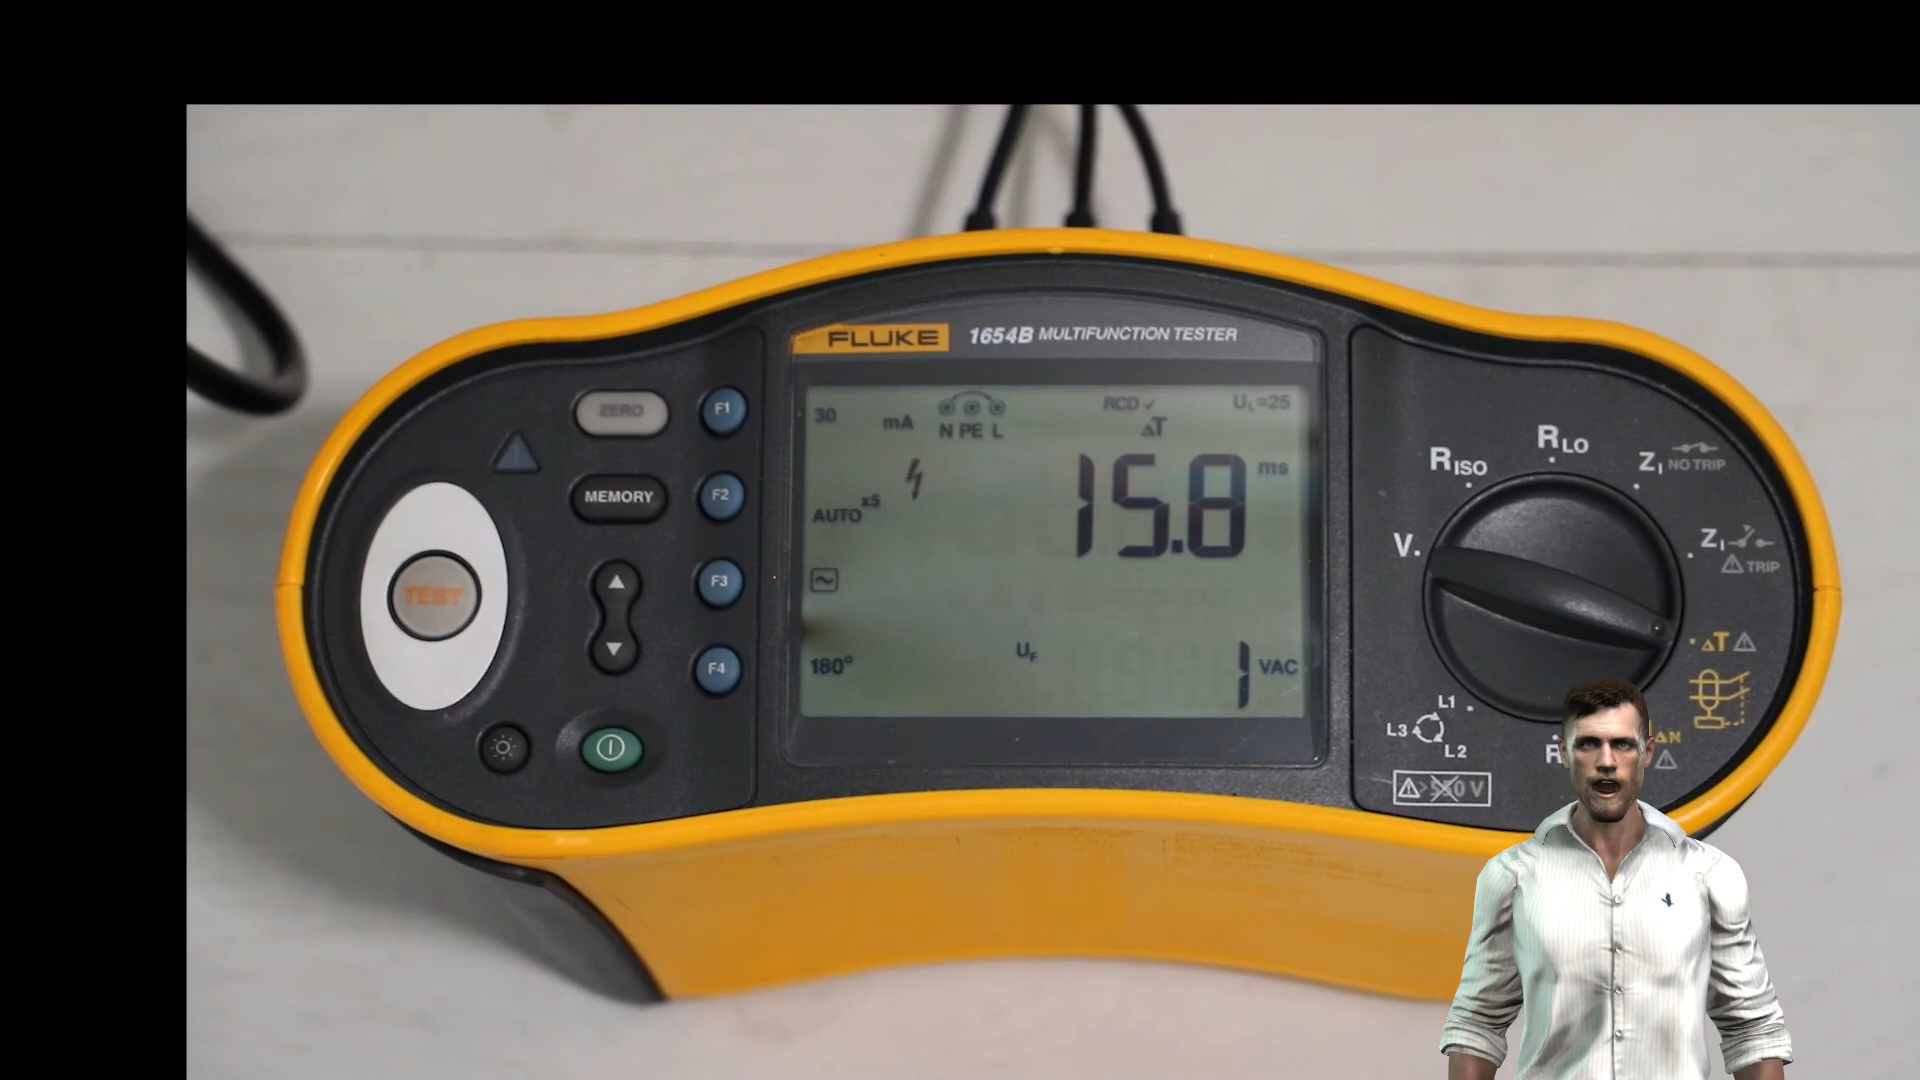 FLUKE 1654B MULTIFUNCTION TESTER
ZERO
F1
MEMORY
F2
TEST
F3
F4
30 mA N PE L RCD ✓ UL=25
ΔT
15.8 ms
AUTO x5
180° UF 1 VAC
RLO
RISO
ZI NO TRIP
V
ZI
TRIP
ΔT
L1
L3
L2
>550 V